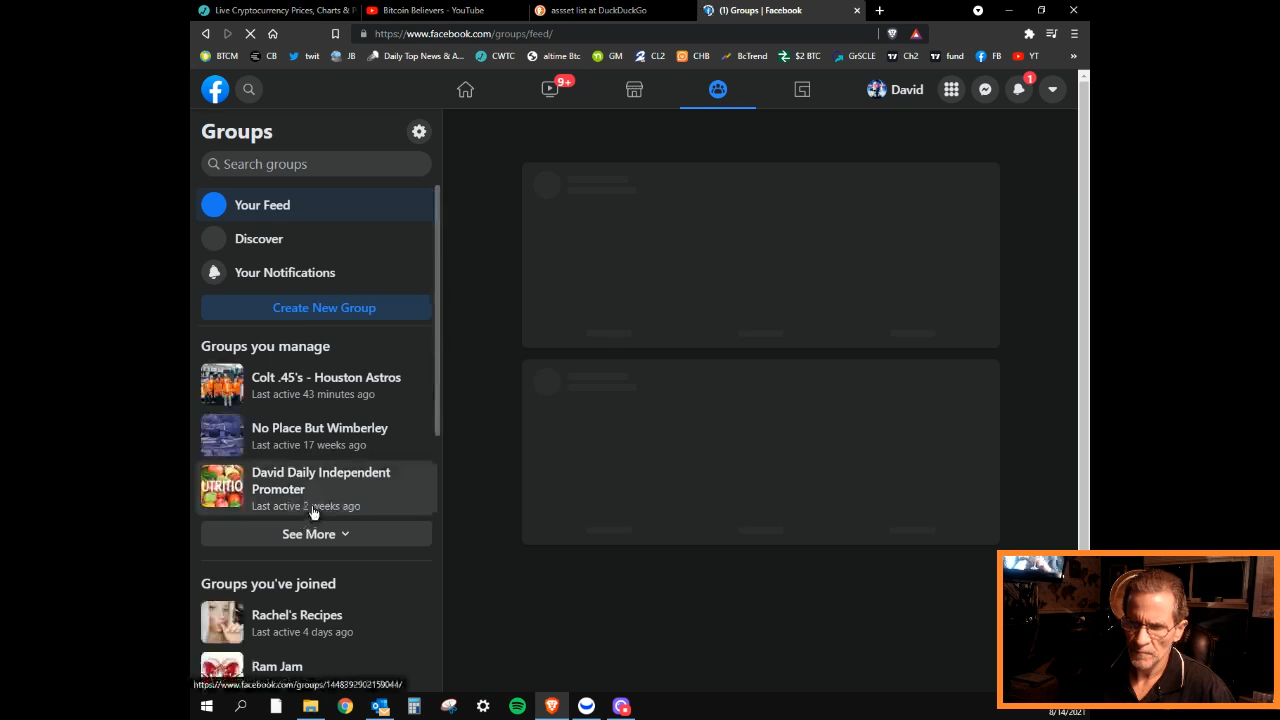 Live Cryptocurrency Prices, Charts & P
Bitcoin Believers - YouTube
assset list at DuckDuckGo
(1) Groups | Facebook
https://www.facebook.com/groups/feed/
BTCM
CB
twit
JB
Daily Top News & A...
CWTC
altime Btc
GM
CL2
CHB
BcTrend
$2 BTC
GrSCLE
Ch2
fund
FB
YT
»
9+
David
1
Groups
Search groups
Your Feed
Discover
Your Notifications
Create New Group
Groups you manage
Colt .45's - Houston Astros
Last active 43 minutes ago
No Place But Wimberley
Last active 17 weeks ago
UTRITIO
David Daily Independent
Promoter
Last active 2 weeks ago
See More
Groups you've joined
Rachel's Recipes
Last active 4 days ago
Ram Jam
https://www.facebook.com/groups/1448392902159044/
8/14/2021